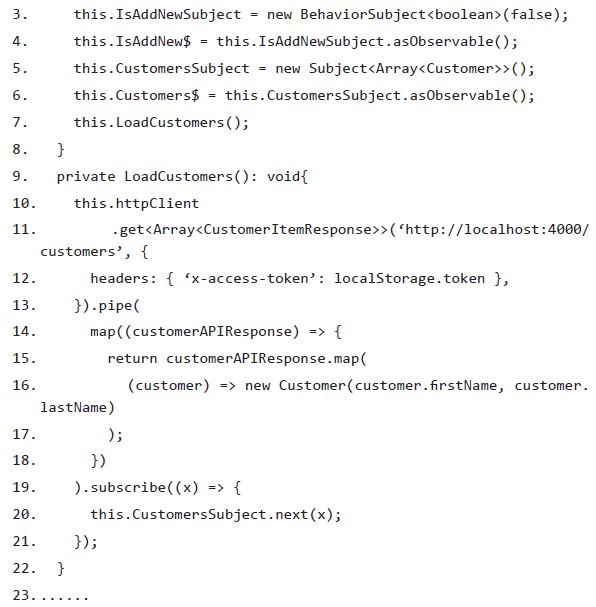 3. this.IsAddNewSubject = new BehaviorSubject<boolean>(false);
4. this.IsAddNew$ = this.IsAddNewSubject.asObservable();
5. this.CustomersSubject = new Subject<Array<Customer>>();
6. this.Customers$ = this.CustomersSubject.asObservable();
7. this.LoadCustomers();
8. }
9. private LoadCustomers(): void{
10. this.httpClient
11. .get<Array<CustomerItemResponse>>(‘http://localhost:4000/
customers’, {
12. headers: { ‘x-access-token’: localStorage.token },
13. }).pipe(
14. map((customerAPIResponse) => {
15. return customerAPIResponse.map(
16. (customer) => new Customer(customer.firstName, customer.
lastName)
17. );
18. })
19. ).subscribe((x) => {
20. this.CustomersSubject.next(x);
21. });
22. }
23. ......